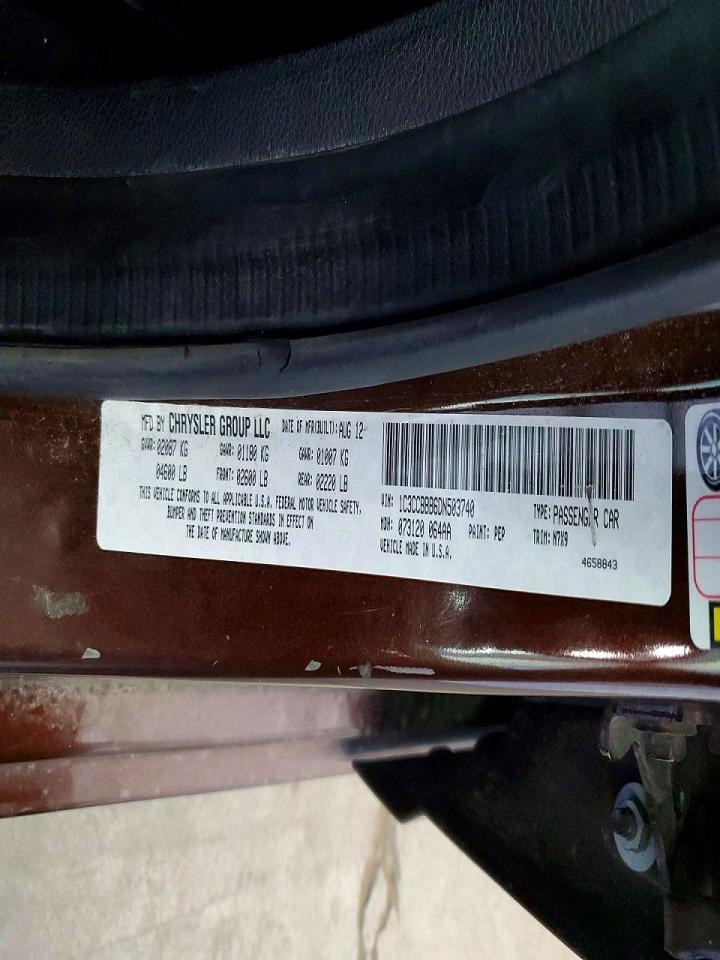 MFD BY CHRYSLER GROUP LLC DATE OF MFR(BUILT): AUG 12
GVWR: 02087 KG GAWR: 01180 KG GAWR: 01007 KG
04600 LB FRONT: 02600 LB REAR: 02220 LB
THIS VEHICLE CONFORMS TO ALL APPLICABLE U.S.A. FEDERAL MOTOR VEHICLE SAFETY,
BUMPER AND THEFT PREVENTION STANDARDS IN EFFECT ON
THE DATE OF MANUFACTURE SHOWN ABOVE.
VIN: 1C3CCBBB6DN503740 TYPE: PASSENGER CAR
MDH: 073120 064AA PAINT: PEP TRIM: N7X9
VEHICLE MADE IN U.S.A. 4658843